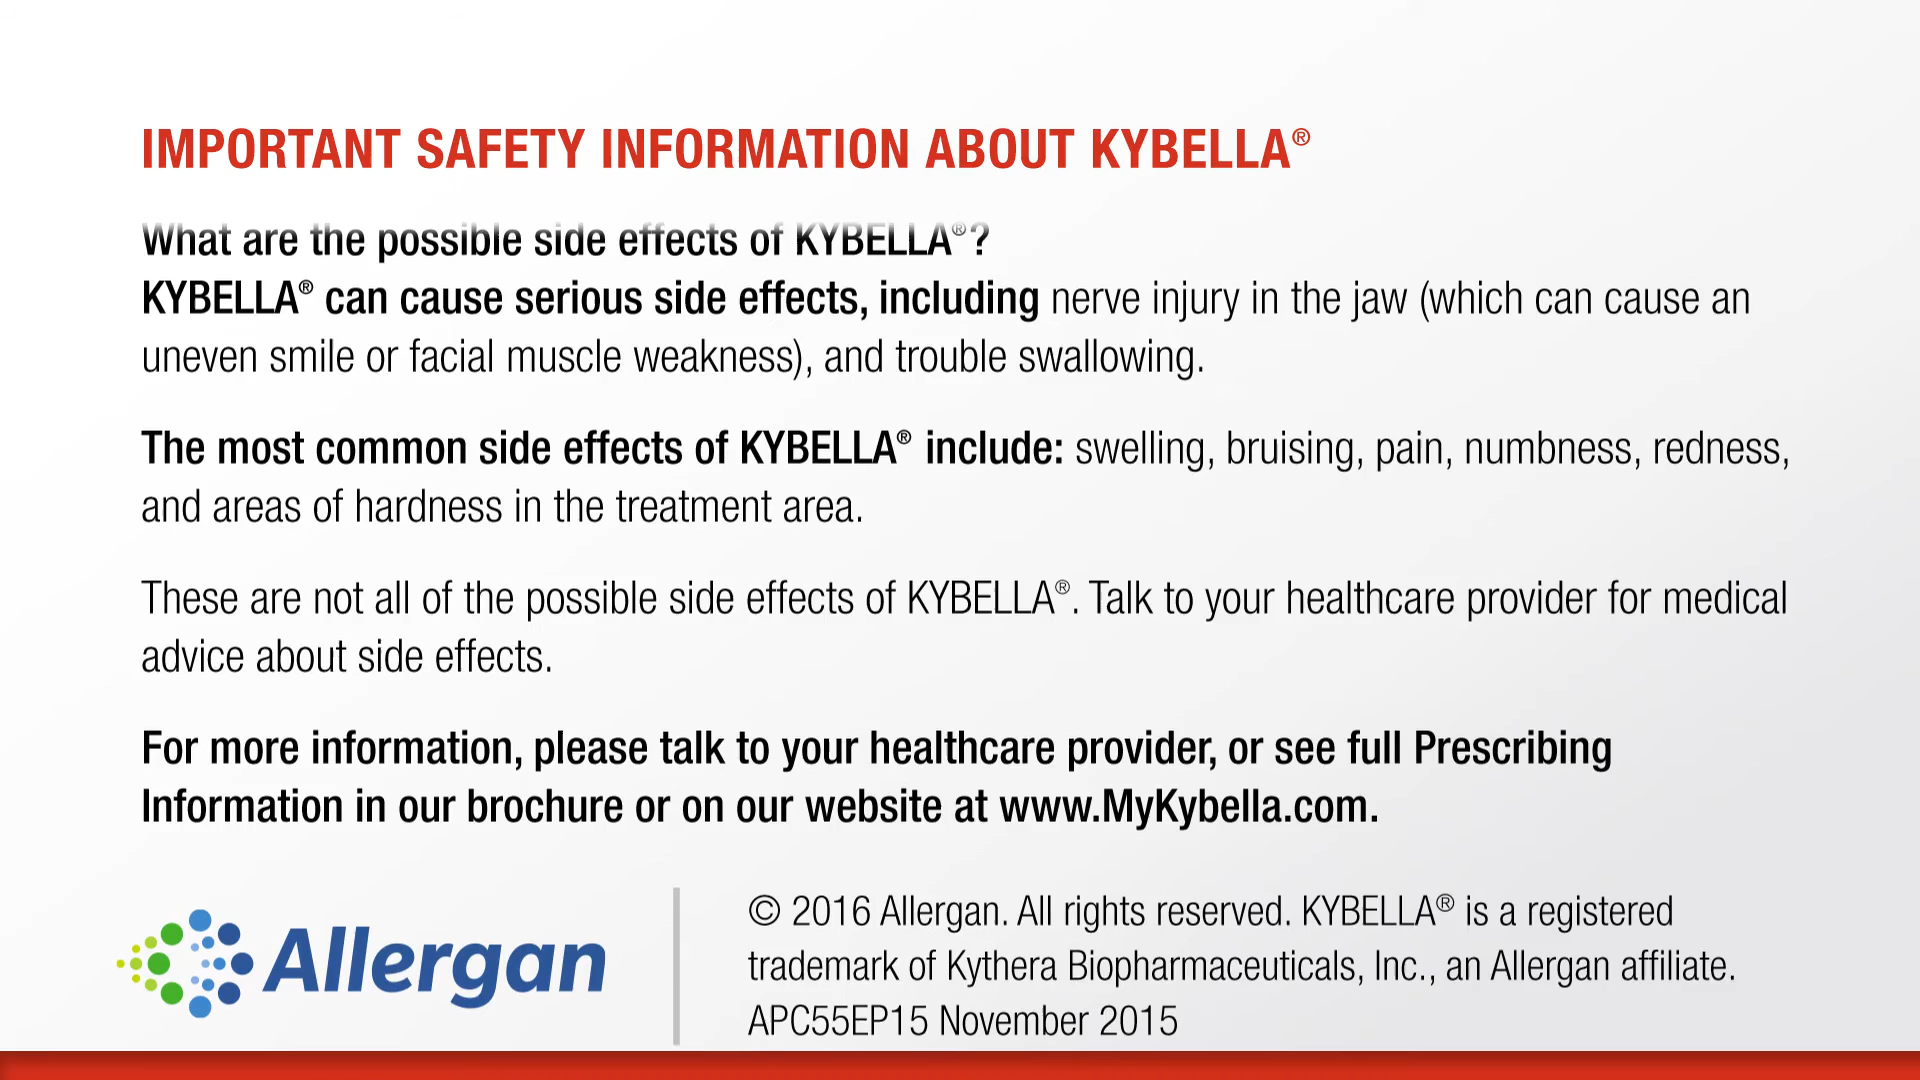 IMPORTANT SAFETY INFORMATION ABOUT KYBELLA®
What are the possible side effects of KYBELLA®?
KYBELLA® can cause serious side effects, including nerve injury in the jaw (which can cause an
uneven smile or facial muscle weakness), and trouble swallowing.
The most common side effects of KYBELLA® include: swelling, bruising, pain, numbness, redness,
and areas of hardness in the treatment area.
These are not all of the possible side effects of KYBELLA®. Talk to your healthcare provider for medical
advice about side effects.
For more information, please talk to your healthcare provider, or see full Prescribing
Information in our brochure or on our website at www.MyKybella.com.
Allergan
© 2016 Allergan. All rights reserved. KYBELLA® is a registered
trademark of Kythera Biopharmaceuticals, Inc., an Allergan affiliate.
APC55EP15 November 2015